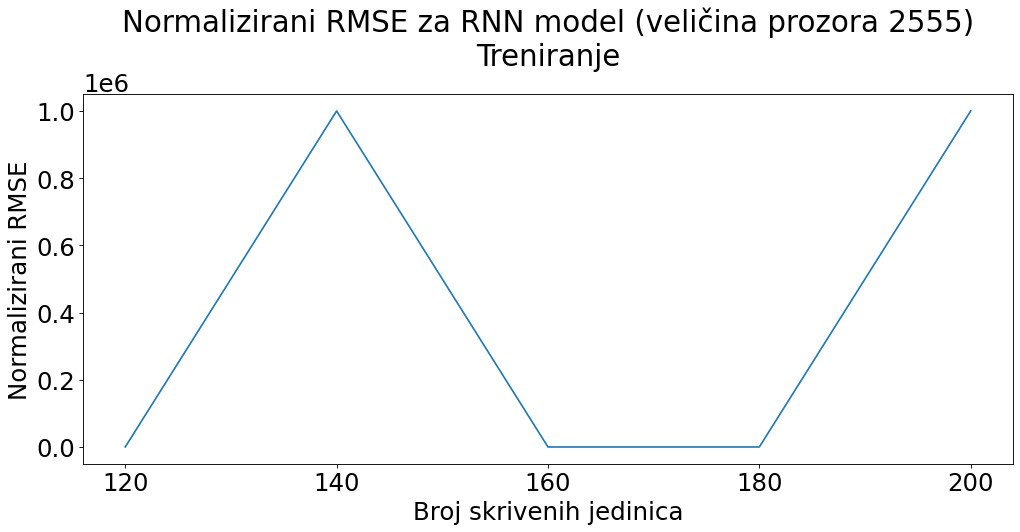 Normalizirani RMSE za RNN model (veličina prozora 2555)
Treniranje
1e6
1.0
0.8
0.6
0.4
0.2
0.0
Normalizirani RMSE
120 140 160 180 200
Broj skrivenih jedinica